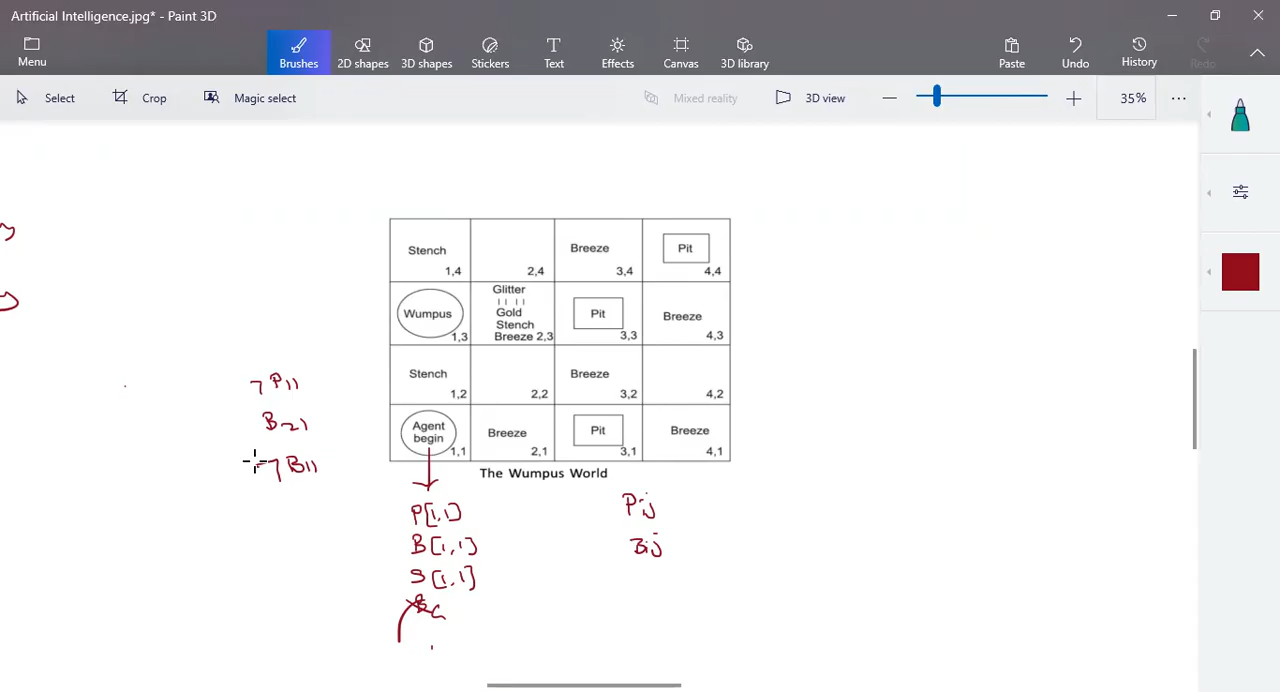 Artificial Intelligence.jpg* - Paint 3D
Menu
Brushes 2D shapes 3D shapes Stickers Text Effects Canvas 3D library Paste Undo History Redo
Select Crop Magic select Mixed reality 3D view 35%
Stench 1,4
2,4
Breeze 3,4
Pit 4,4
Wumpus 1,3
Glitter
Gold
Stench
Breeze 2,3
Pit 3,3
Breeze 4,3
Stench 1,2
2,2
Breeze 3,2
4,2
Agent
begin 1,1
Breeze 2,1
Pit 3,1
Breeze 4,1
The Wumpus World
¬P11
B21
¬B11
P[1,1]
B[1,1]
S[1,1]
Pij
Bij